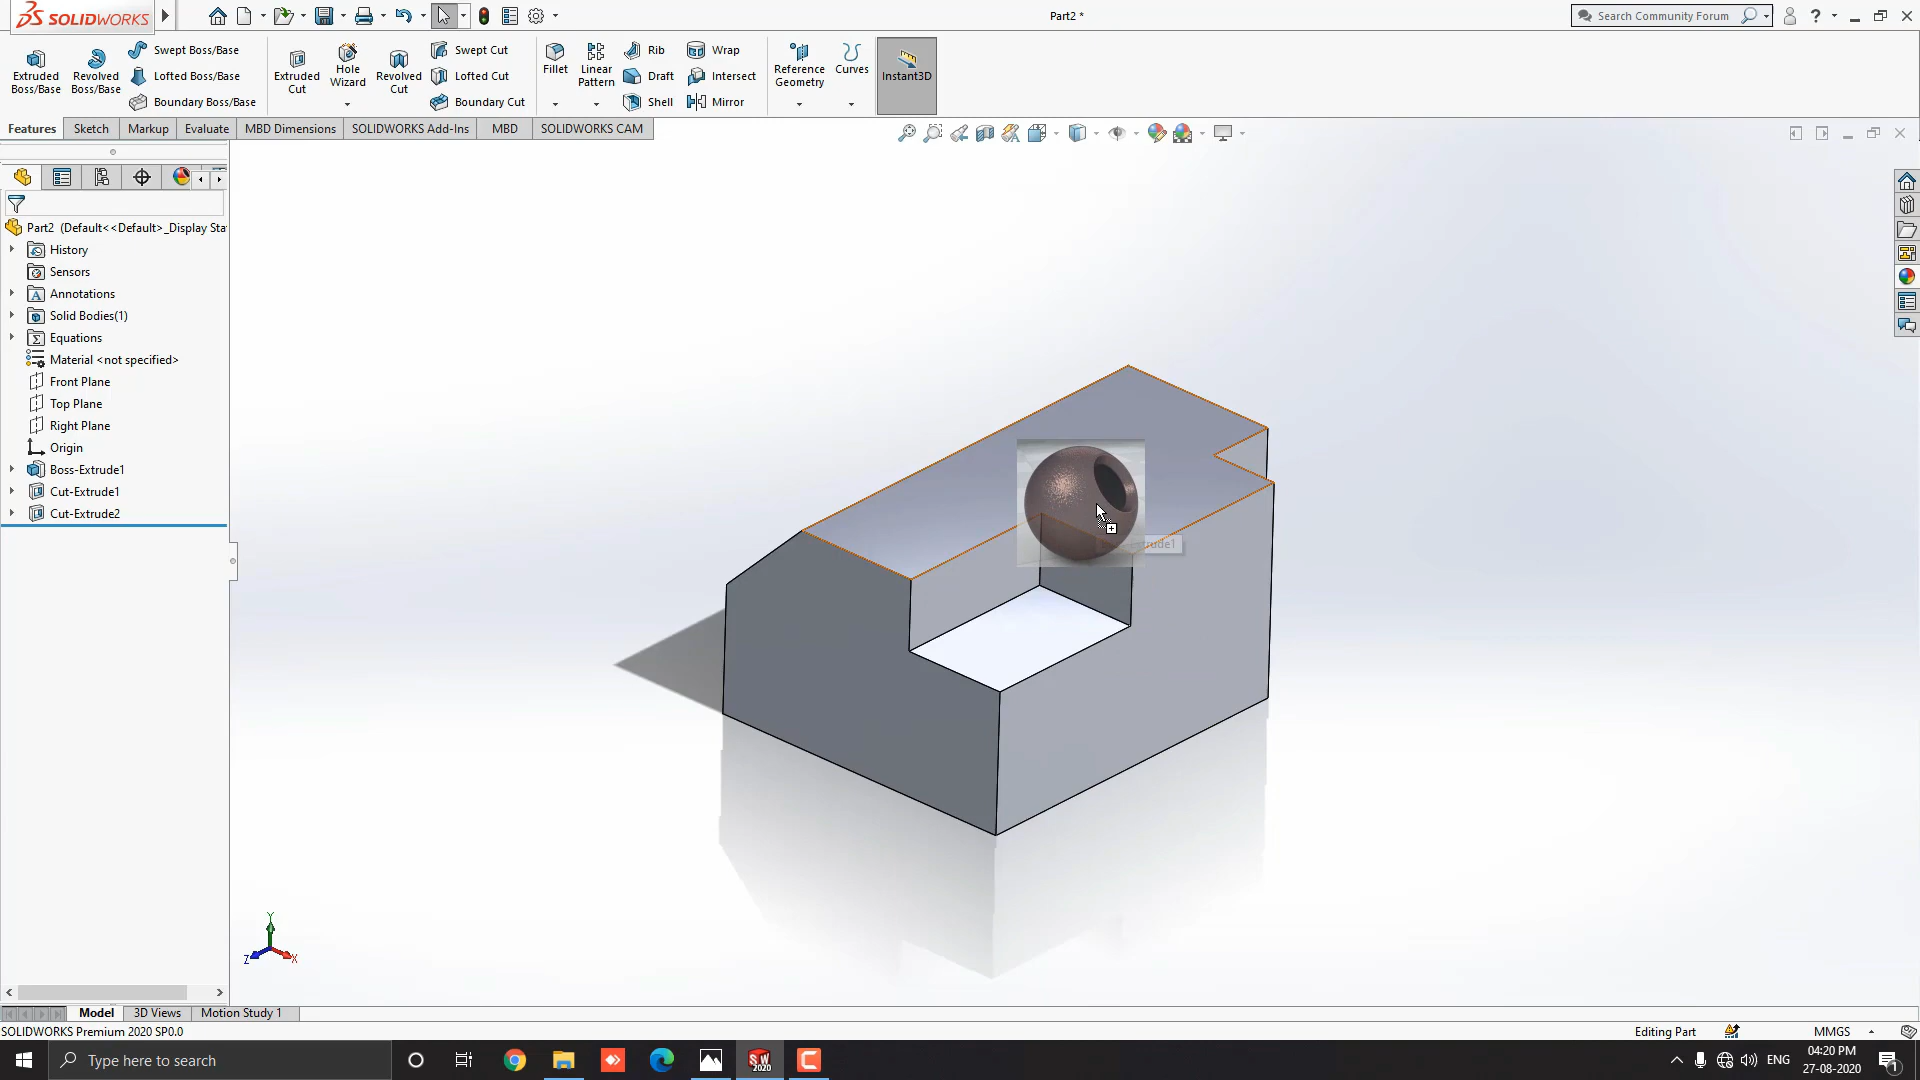 SOLIDWORKS
Part2 *
Search Community Forum
Extruded Boss/Base
Revolved Boss/Base
Swept Boss/Base
Lofted Boss/Base
Boundary Boss/Base
Extruded Cut
Hole Wizard
Revolved Cut
Swept Cut
Lofted Cut
Boundary Cut
Fillet
Linear Pattern
Rib
Draft
Shell
Wrap
Intersect
Mirror
Reference Geometry
Curves
Instant3D
Features
Sketch
Markup
Evaluate
MBD Dimensions
SOLIDWORKS Add-Ins
MBD
SOLIDWORKS CAM
Part2 (Default<<Default>_Display Sta
History
Sensors
Annotations
Solid Bodies(1)
Equations
Material <not specified>
Front Plane
Top Plane
Right Plane
Origin
Boss-Extrude1
Cut-Extrude1
Cut-Extrude2
Y
Z
X
Model
3D Views
Motion Study 1
SOLIDWORKS Premium 2020 SP0.0
Editing Part
MMGS
Type here to search
SW
2020
ENG
04:20 PM
27-08-2020
1